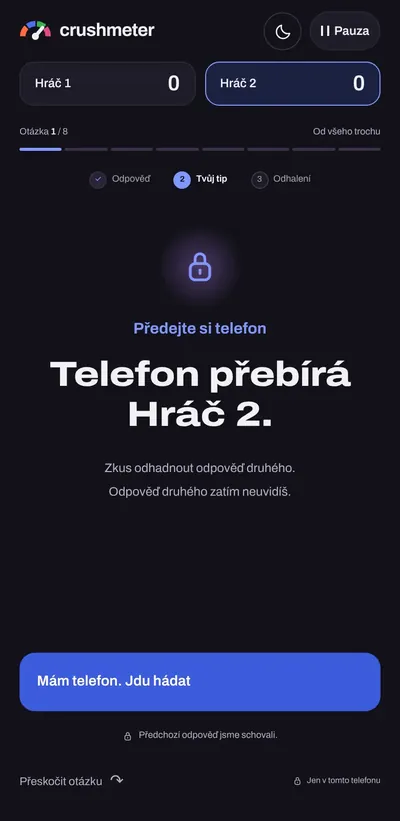 crushmeter
Pauza
Hráč 1 0
Hráč 2 0
Otázka 1 / 8
Od všeho trochu
Odpověď
2 Tvůj tip
3 Odhalení
Předejte si telefon
Telefon přebírá
Hráč 2.
Zkus odhadnout odpověď druhého.
Odpověď druhého zatím neuvidíš.
Mám telefon. Jdu hádat
Předchozí odpověď jsme schovali.
Přeskočit otázku
Jen v tomto telefonu